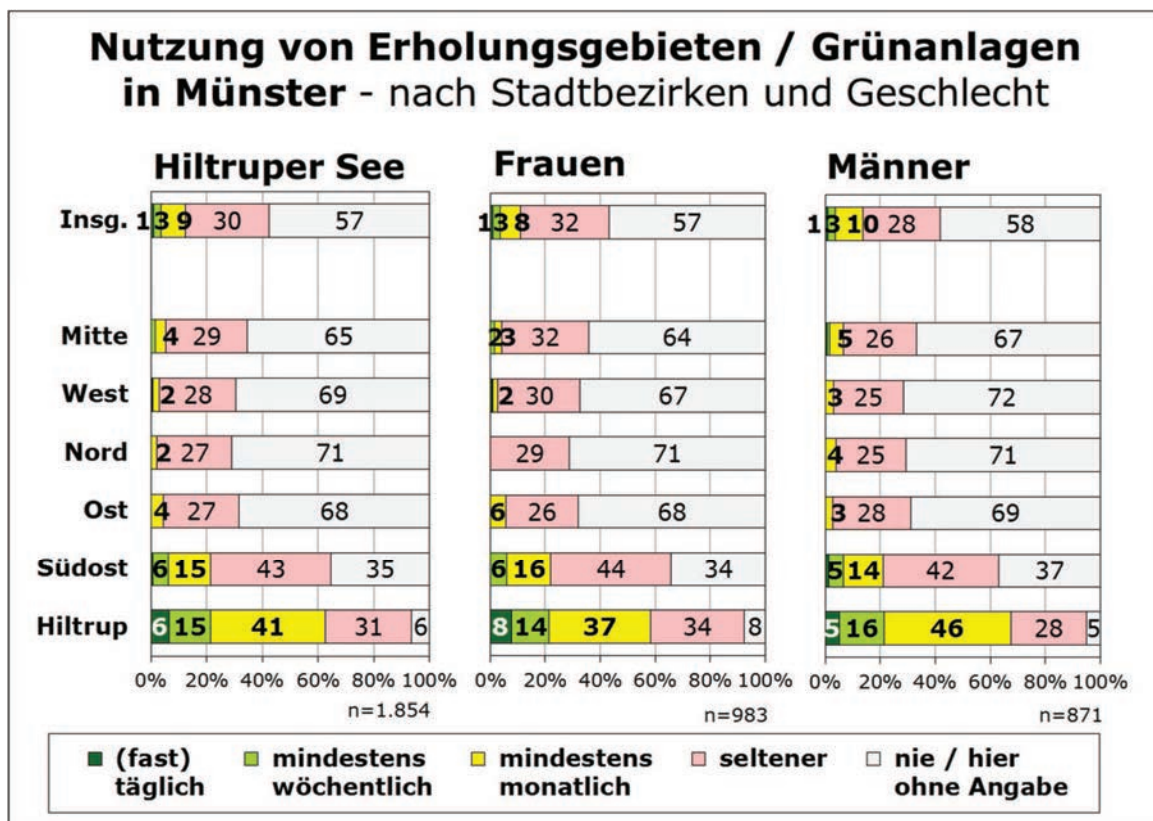 Nutzung von Erholungsgebieten / Grünanlagen
in Münster - nach Stadtbezirken und Geschlecht
Hiltruper See Frauen Männer
Insg. 1 3 9 30 57 1 3 8 32 57 1 3 10 28 58
Mitte 4 29 65 2 3 32 64 5 26 67
West 2 28 69 2 30 67 3 25 72
Nord 2 27 71 29 71 4 25 71
Ost 4 27 68 6 26 68 3 28 69
Südost 6 15 43 35 6 16 44 34 5 14 42 37
Hiltrup 6 15 41 31 6 8 14 37 34 8 5 16 46 28 5
0% 20% 40% 60% 80% 100% 0% 20% 40% 60% 80% 100% 0% 20% 40% 60% 80% 100%
n=1.854 n=983 n=871
(fast) mindestens mindestens seltener nie / hier
täglich wöchentlich monatlich ohne Angabe